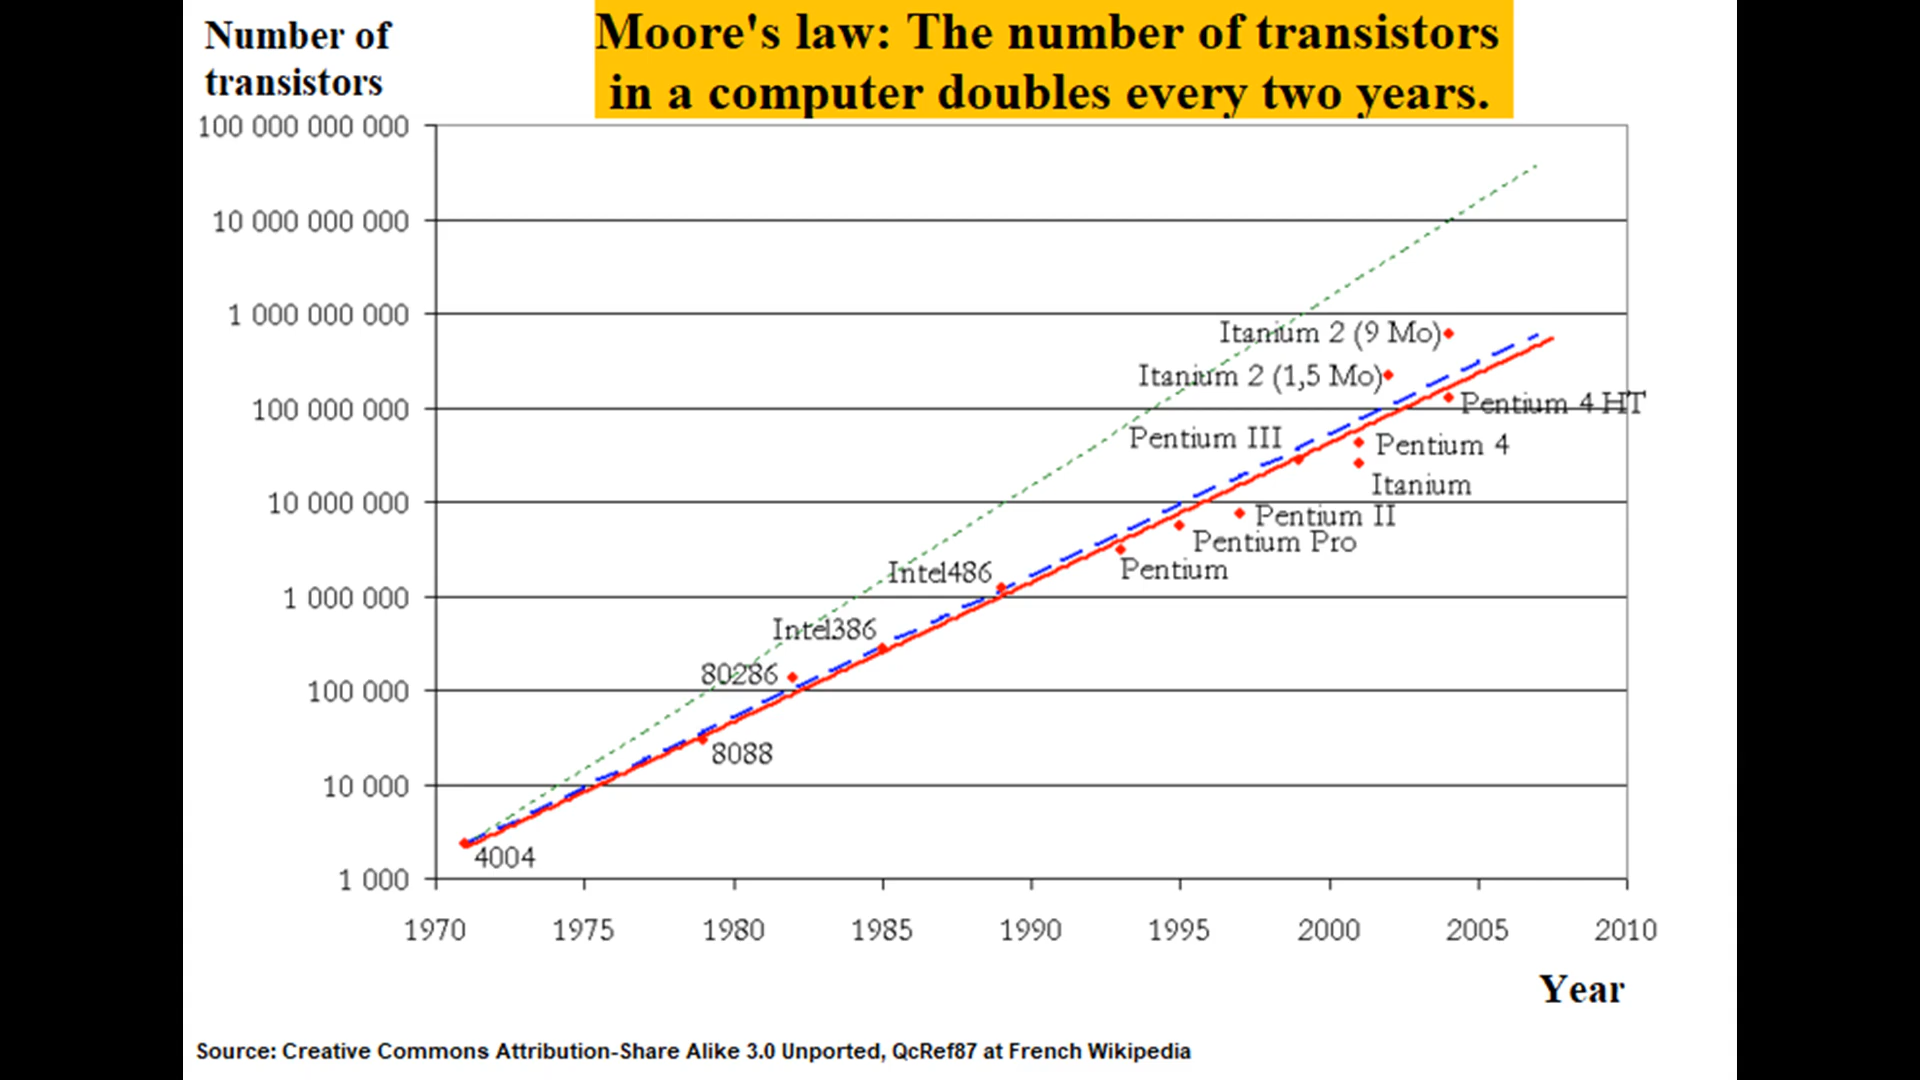 Number of
transistors
Moore's law: The number of transistors
in a computer doubles every two years.
100 000 000 000
10 000 000 000
1 000 000 000
100 000 000
10 000 000
1 000 000
100 000
10 000
1 000
Itanium 2 (9 Mo)
Itanium 2 (1,5 Mo)
Pentium 4 HT
Pentium III
Pentium 4
Itanium
Pentium II
Pentium Pro
Pentium
Intel486
Intel386
80286
8088
4004
1970 1975 1980 1985 1990 1995 2000 2005 2010
Year
Source: Creative Commons Attribution-Share Alike 3.0 Unported, QcRef87 at French Wikipedia